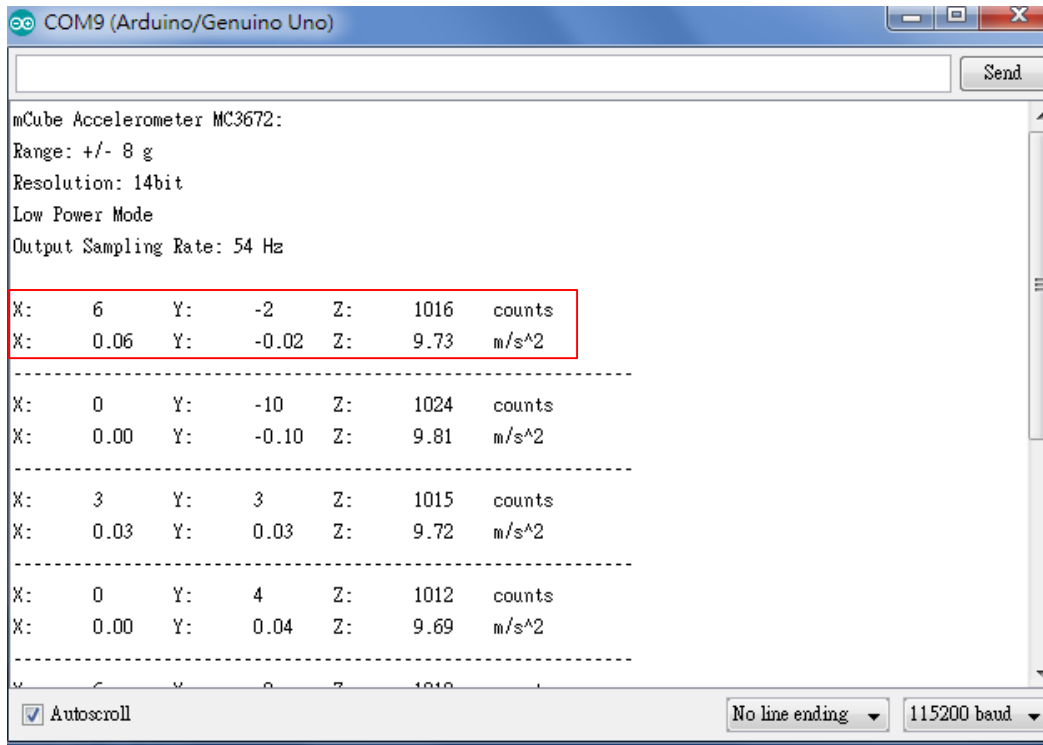 COM9 (Arduino/Genuino Uno)
Send
mCube Accelerometer MC3672:
Range: +/- 8 g
Resolution: 14bit
Low Power Mode
Output Sampling Rate: 54 Hz
X: 6 Y: -2 Z: 1016 counts
X: 0.06 Y: -0.02 Z: 9.73 m/s^2
------------------------------------------------------------
X: 0 Y: -10 Z: 1024 counts
X: 0.00 Y: -0.10 Z: 9.81 m/s^2
------------------------------------------------------------
X: 3 Y: 3 Z: 1015 counts
X: 0.03 Y: 0.03 Z: 9.72 m/s^2
------------------------------------------------------------
X: 0 Y: 4 Z: 1012 counts
X: 0.00 Y: 0.04 Z: 9.69 m/s^2
------------------------------------------------------------
Autoscroll No line ending 115200 baud